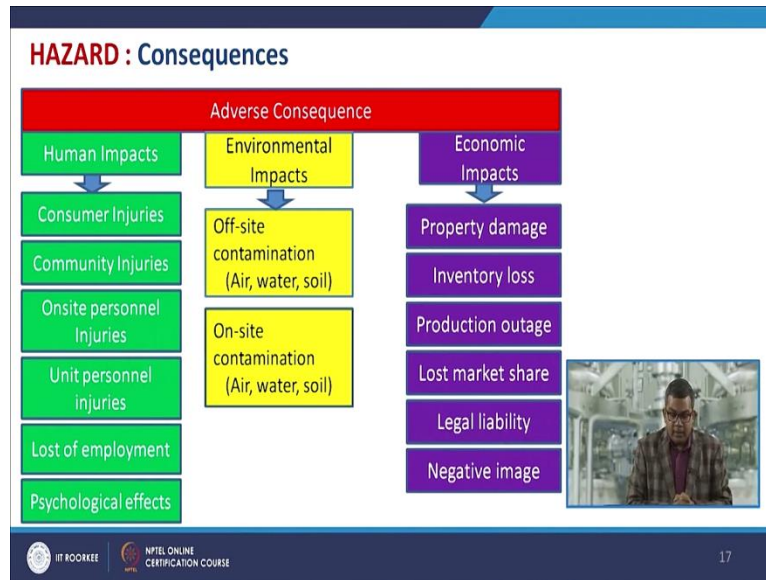 HAZARD : Consequences
Adverse Consequence
Human Impacts
Consumer Injuries
Community Injuries
Onsite personnel
Injuries
Unit personnel
injuries
Lost of employment
Psychological effects
Environmental
Impacts
Off-site
contamination
(Air, water, soil)
On-site
contamination
(Air, water, soil)
Economic
Impacts
Property damage
Inventory loss
Production outage
Lost market share
Legal liability
Negative image
IIT ROORKEE
NPTEL ONLINE
CERTIFICATION COURSE
17